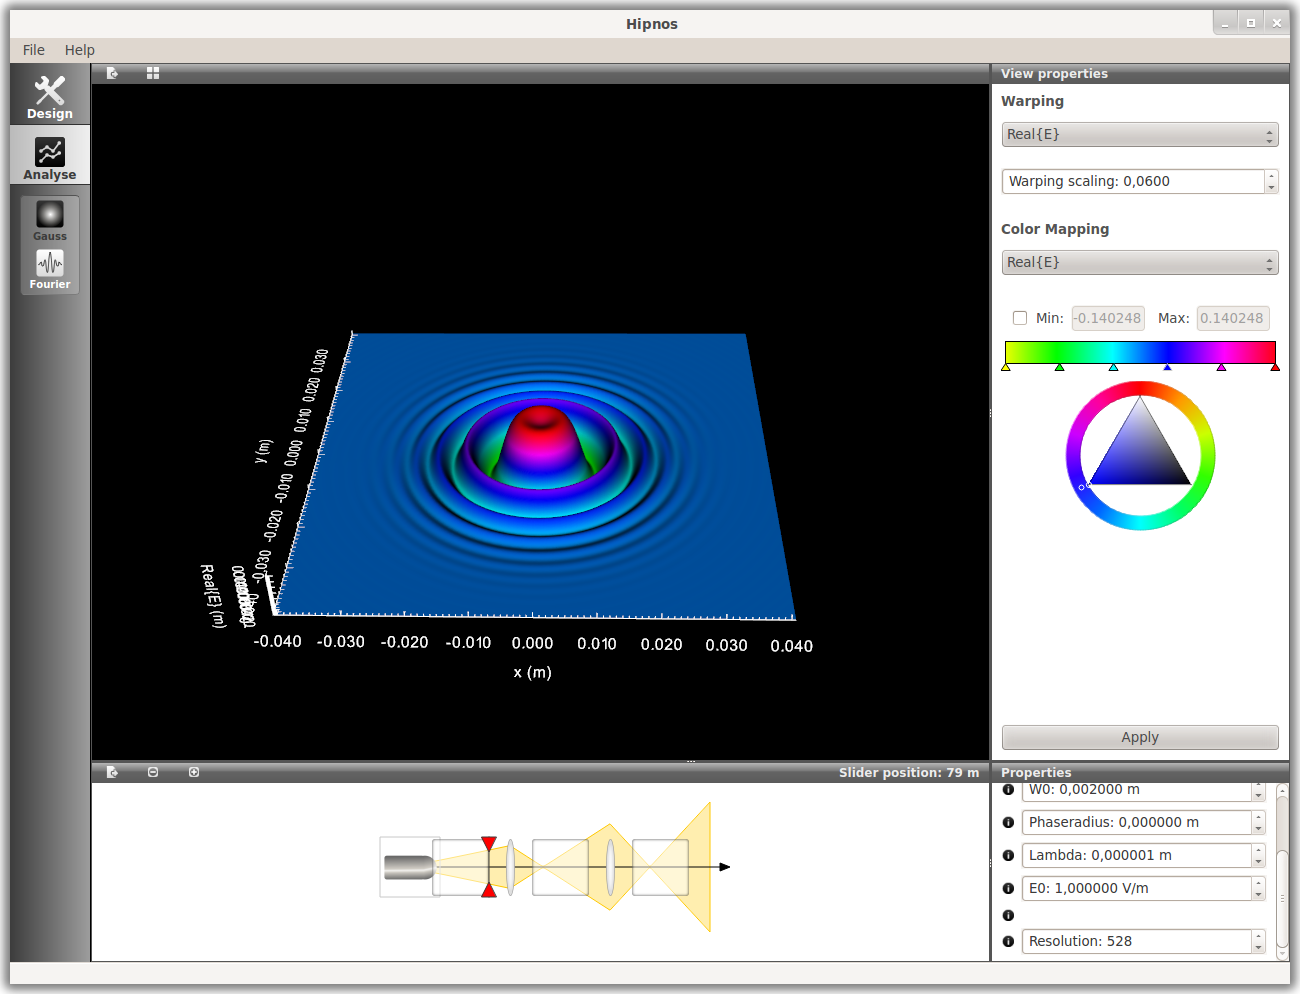 Hipnos
File Help
Design
Analyse
Gauss
Fourier
0.030
0.020
0.010
0.000
-0.010
-0.020
-0.030
y (m)
Real{E} (m)
-0.040 -0.030 -0.020 -0.010 0.000 0.010 0.020 0.030 0.040
x (m)
View properties
Warping
Real{E}
Warping scaling: 0,0600
Color Mapping
Real{E}
Min: -0.140248 Max: 0.140248
Apply
Slider position: 79 m
Properties
W0: 0,002000 m
Phaseradius: 0,000000 m
Lambda: 0,000001 m
E0: 1,000000 V/m
Resolution: 528